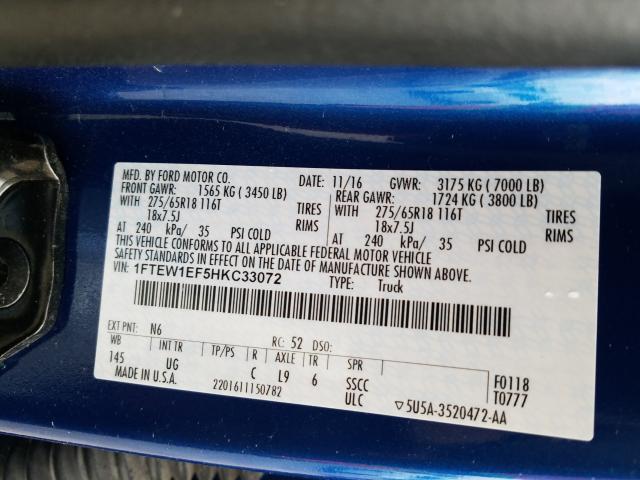 MFD. BY FORD MOTOR CO.
DATE: 11/16 GVWR: 3175 KG ( 7000 LB)
FRONT GAWR: 1565 KG ( 3450 LB)
REAR GAWR: 1724 KG ( 3800 LB)
WITH 275/65R18 116T TIRES
WITH 275/65R18 116T TIRES
18x7.5J RIMS
18x7.5J RIMS
AT 240 kPa/ 35 PSI COLD
AT 240 kPa/ 35 PSI COLD
THIS VEHICLE CONFORMS TO ALL APPLICABLE FEDERAL MOTOR VEHICLE
SAFETY STANDARDS IN EFFECT ON THE DATE OF MANUFACTURE SHOWN ABOVE.
VIN: 1FTEW1EF5HKC33072
TYPE: Truck
EXT PNT: N6 RC: 52 DSO:
WB INT TR TP/PS R AXLE TR SPR
145 UG C L9 6 SSCC
F0118
MADE IN U.S.A. 2201611150782 ULC
T0777
▽5U5A-3520472-AA